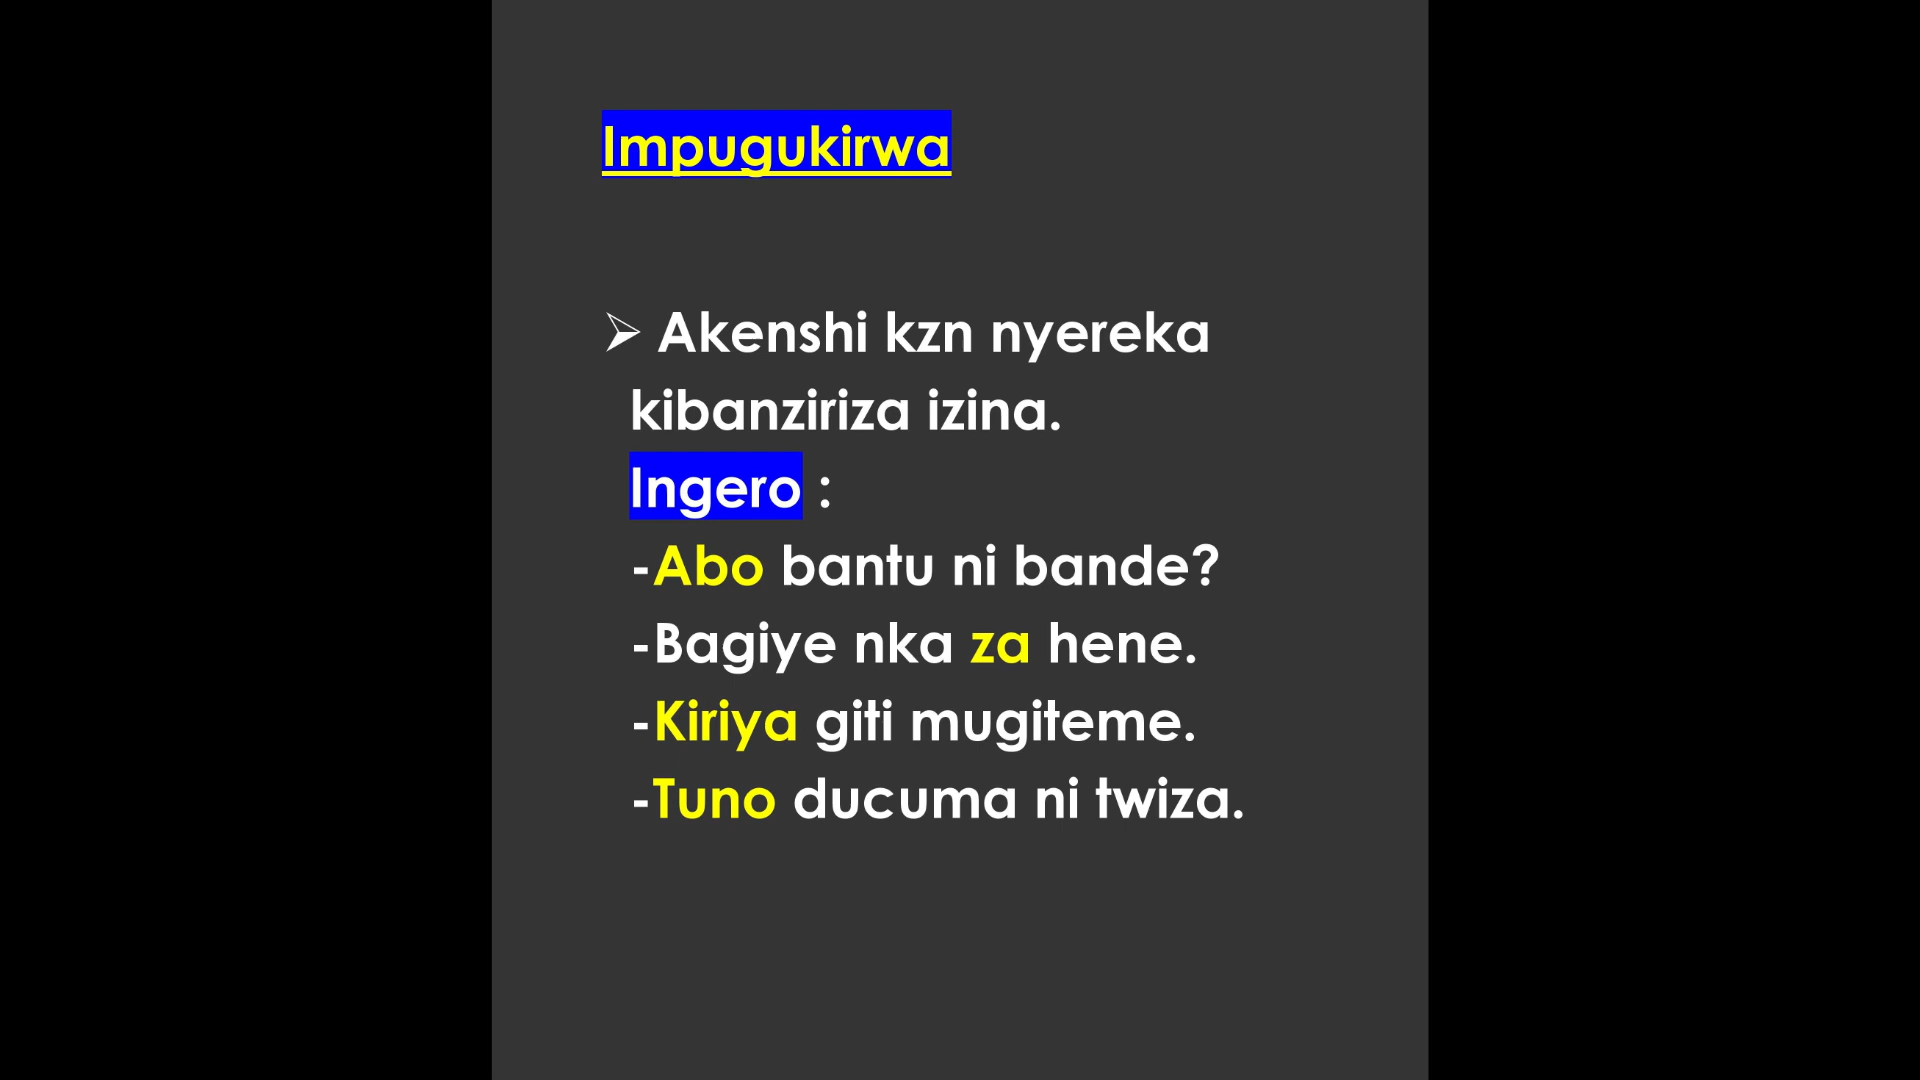 Impugukirwa
➢ Akenshi kzn nyereka
kibanziriza izina.
Ingero :
-Abo bantu ni bande?
-Bagiye nka za hene.
-Kiriya giti mugiteme.
-Tuno ducuma ni twiza.